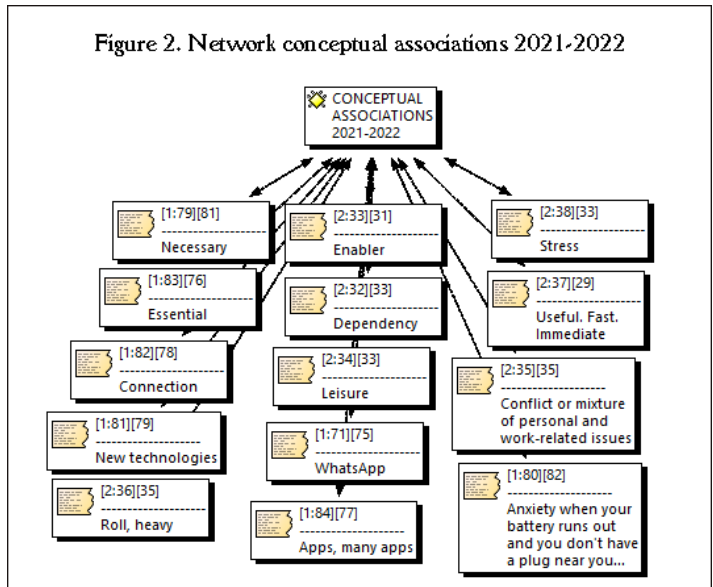 Figure 2. Network conceptual associations 2021-2022
CONCEPTUAL
ASSOCIATIONS
2021-2022
[1:79][81]
Necessary
[1:83][76]
Essential
[1:82][78]
Connection
[1:81][79]
New technologies
[2:36][35]
Roll, heavy
[2:33][31]
Enabler
[2:32][33]
Dependency
[2:34][33]
Leisure
[1:71][75]
WhatsApp
[1:84][77]
Apps, many apps
[2:38][33]
Stress
[2:37][29]
Useful. Fast.
Immediate
[2:35][35]
Conflict or mixture
of personal and
work-related issues
[1:80][82]
Anxiety when your
battery runs out
and you don't have
a plug near you...